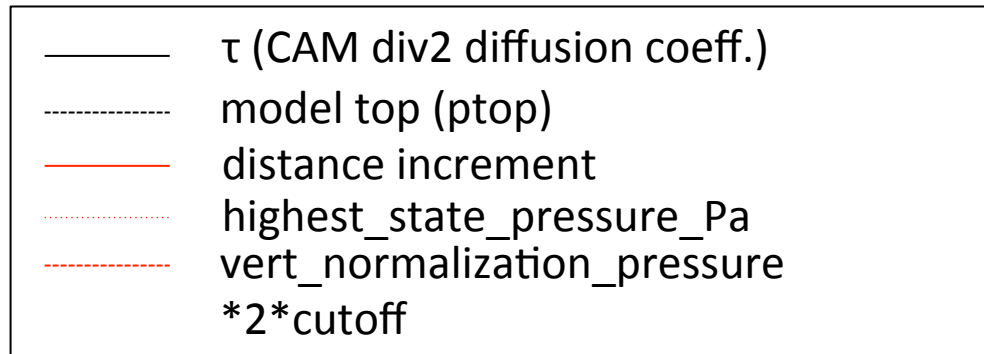 τ (CAM div2 diffusion coeff.)
model top (ptop)
distance increment
highest_state_pressure_Pa
vert_normalization_pressure
*2*cutoff